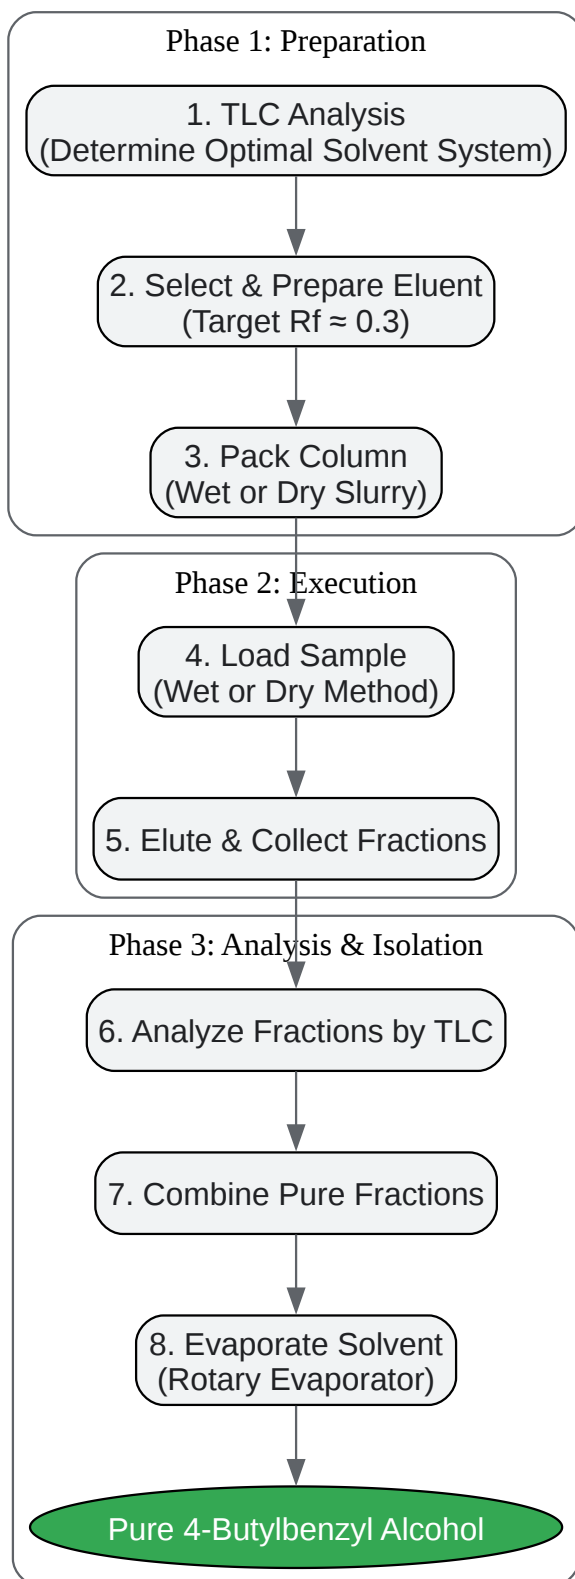 Phase 1: Preparation
1. TLC Analysis
(Determine Optimal Solvent System)
2. Select & Prepare Eluent
(Target Rf ≈ 0.3)
3. Pack Column
(Wet or Dry Slurry)
Phase 2: Execution
4. Load Sample
(Wet or Dry Method)
5. Elute & Collect Fractions
Phase 3: Analysis & Isolation
6. Analyze Fractions by TLC
7. Combine Pure Fractions
8. Evaporate Solvent
(Rotary Evaporator)
Pure 4-Butylbenzyl Alcohol